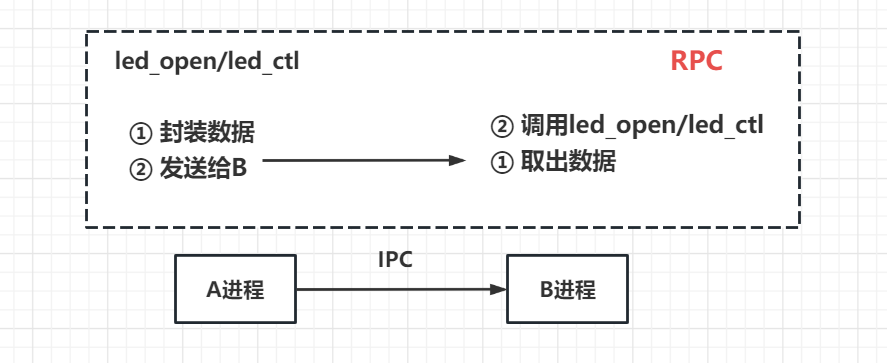 led_open/led_ctl
RPC
① 封装数据
② 发送给B
② 调用led_open/led_ctl
① 取出数据
IPC
A进程
B进程